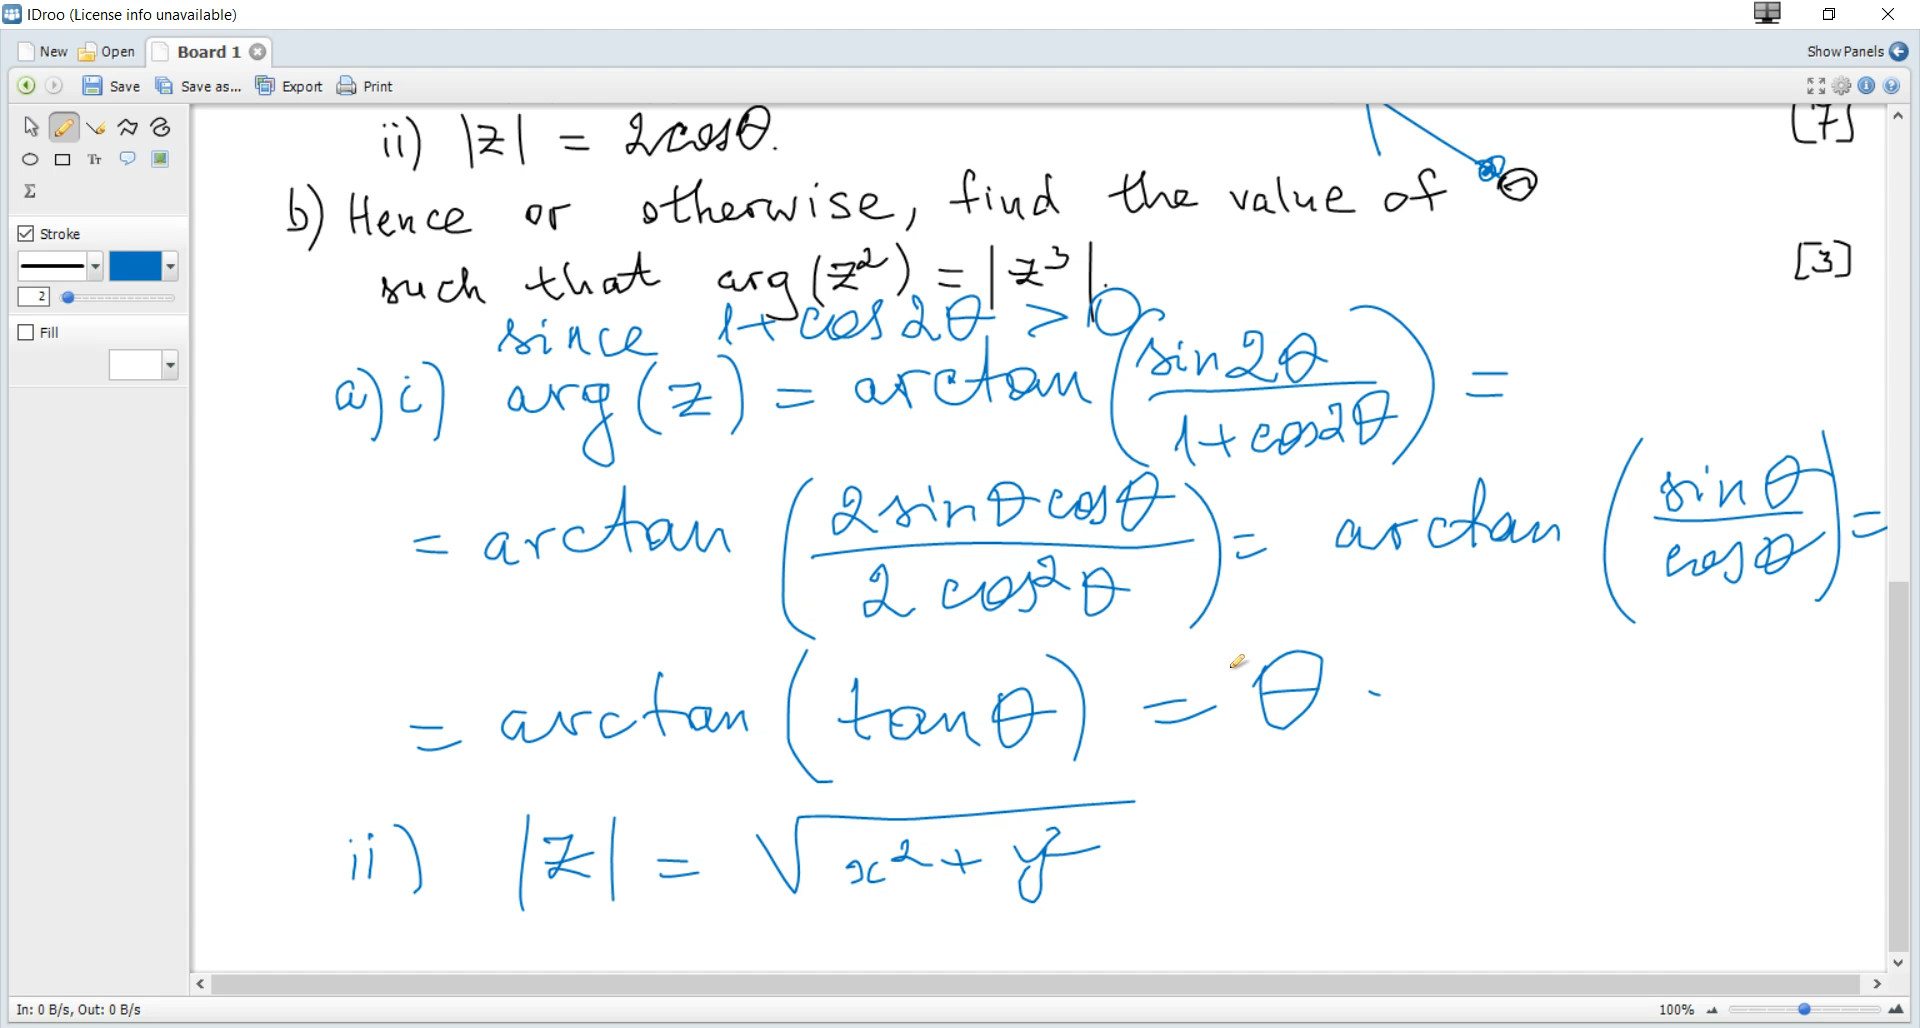 IDroo (License info unavailable)
New Open Board 1 Show Panels
Save Save as... Export Print
Stroke
2
Fill
ii) |z| = 2cosθ. [7]
b) Hence or otherwise, find the value of θ
such that arg(z²) = |z³|. [3]
since 1+cos2θ > 0
a) i) arg(z) = arctan (sin2θ / 1+cos2θ) =
= arctan (2sinθcosθ / 2cos²θ) = arctan (sinθ / cosθ) =
= arctan (tanθ) = θ.
ii) |z| = √x²+y
In: 0 B/s, Out: 0 B/s 100%